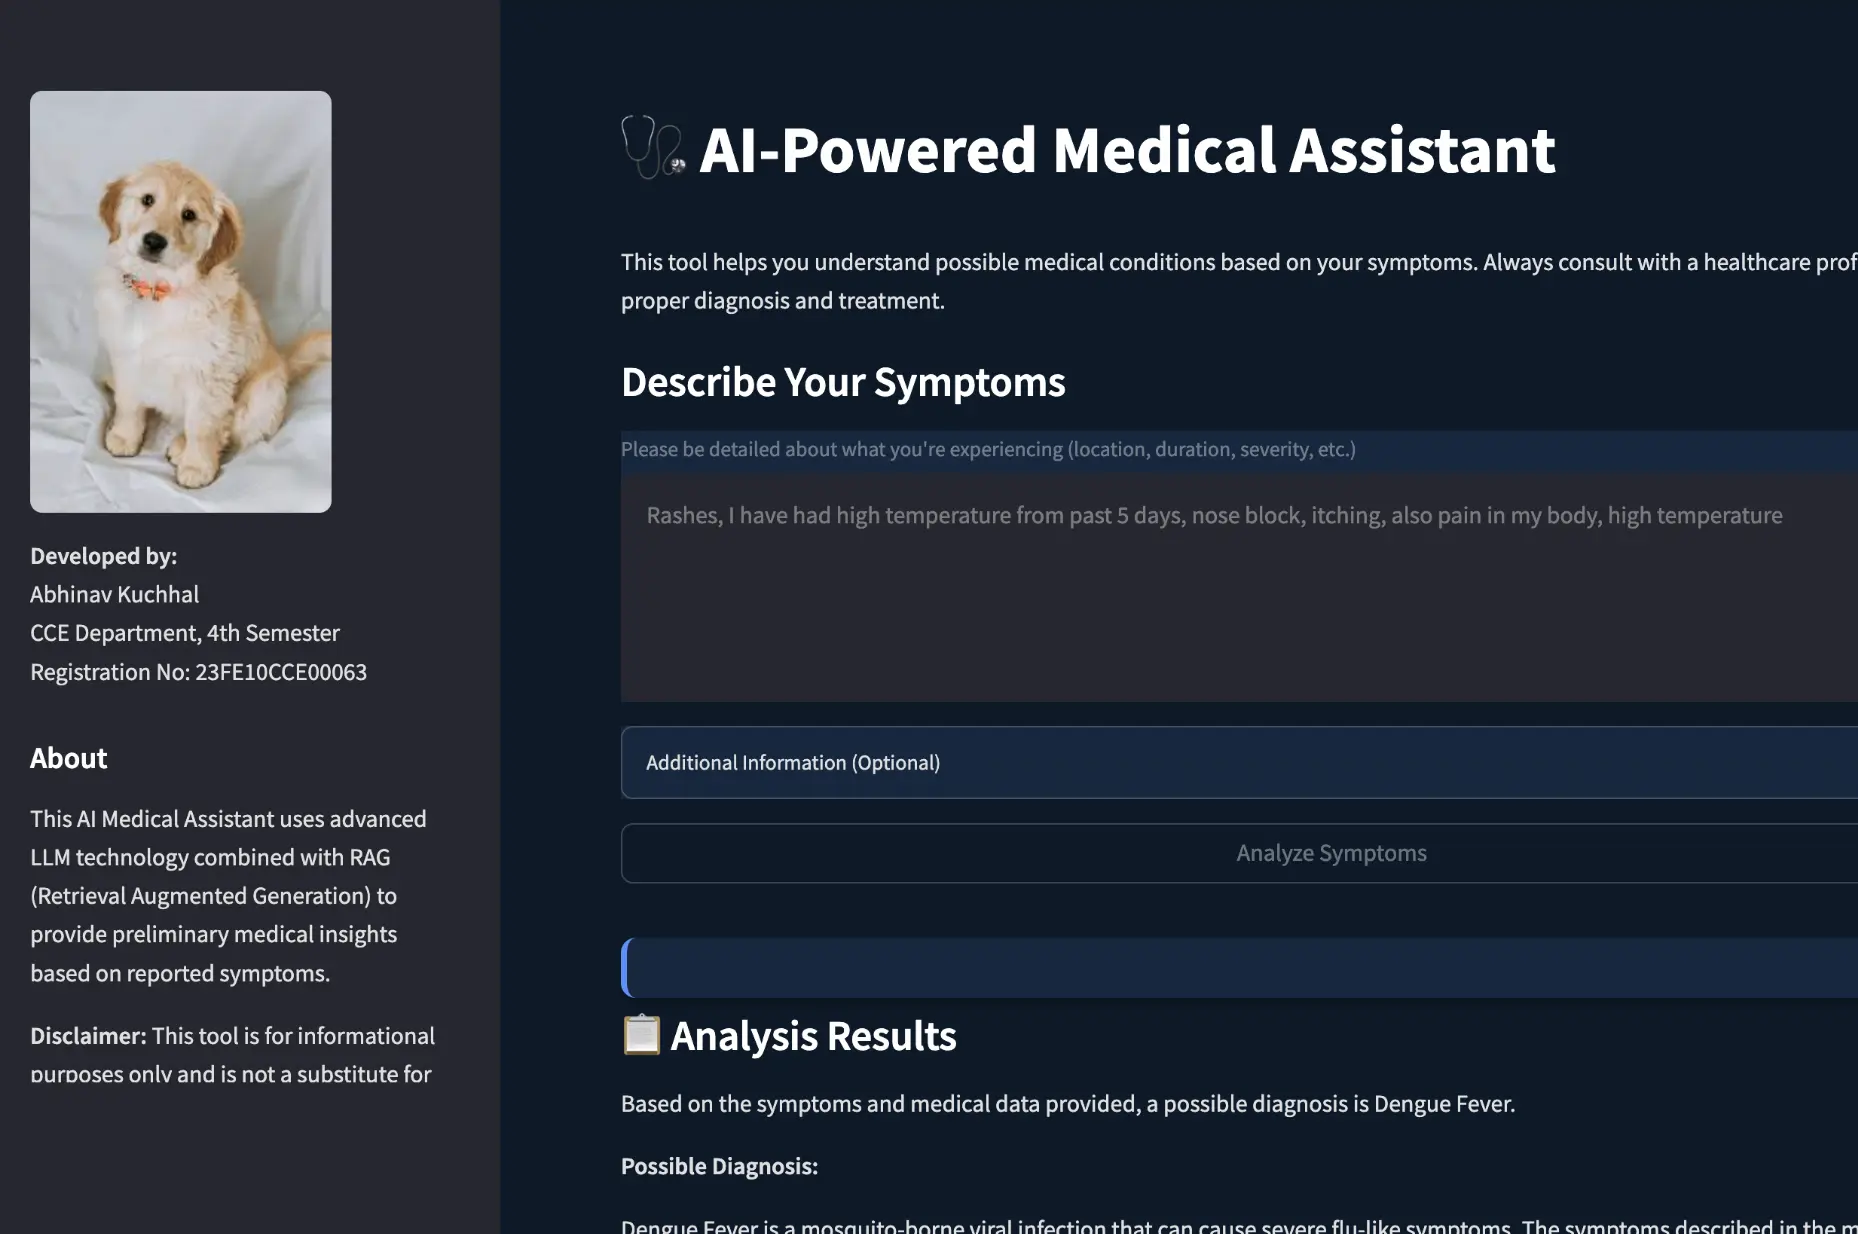 Developed by:
Abhinav Kuchhal
CCE Department, 4th Semester
Registration No: 23FE10CCE00063
About
This AI Medical Assistant uses advanced
LLM technology combined with RAG
(Retrieval Augmented Generation) to
provide preliminary medical insights
based on reported symptoms.
Disclaimer: This tool is for informational
purposes only and is not a substitute for
AI-Powered Medical Assistant
This tool helps you understand possible medical conditions based on your symptoms. Always consult with a healthcare prof
proper diagnosis and treatment.
Describe Your Symptoms
Please be detailed about what you're experiencing (location, duration, severity, etc.)
Rashes, I have had high temperature from past 5 days, nose block, itching, also pain in my body, high temperature
Additional Information (Optional)
Analyze Symptoms
Analysis Results
Based on the symptoms and medical data provided, a possible diagnosis is Dengue Fever.
Possible Diagnosis:
Dengue Fever is a mosquito-borne viral infection that can cause severe flu-like symptoms. The symptoms described in the m